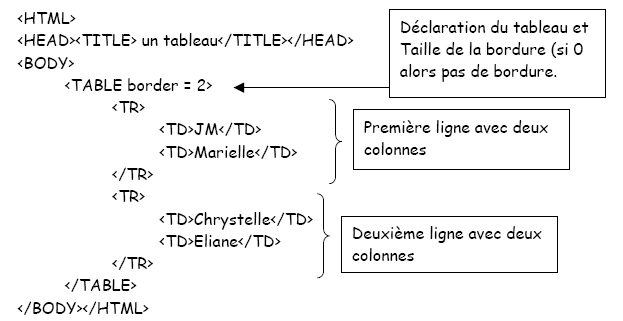 <HTML>
<HEAD><TITLE> un tableau</TITLE></HEAD>
<BODY>
<TABLE border = 2>
<TR>
<TD>JM</TD>
<TD>Marielle</TD>
</TR>
<TR>
<TD>Chrystelle</TD>
<TD>Eliane</TD>
</TR>
</TABLE>
</BODY></HTML>
Déclaration du tableau et
Taille de la bordure (si 0
alors pas de bordure.
Première ligne avec deux
colonnes
Deuxième ligne avec deux
colonnes